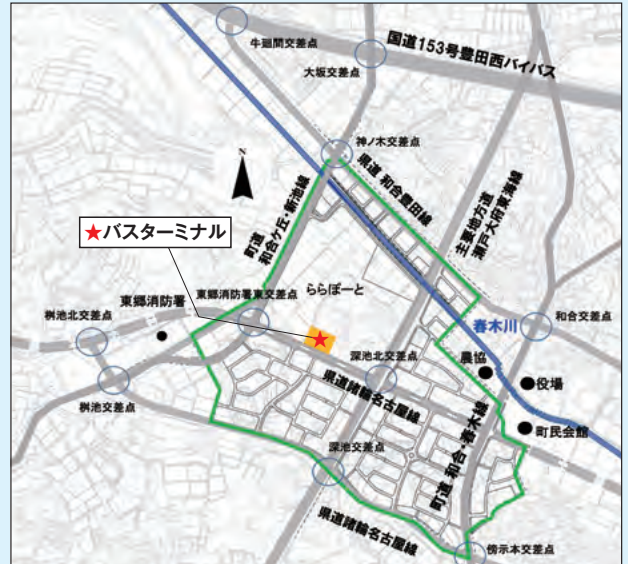 牛廻間交差点
国道153号豊田西バイパス
大坂交差点
神ノ木交差点
N
県道 和合豊田線
主要地方道
瀬戸大府東海線
町道
和合ケ丘・新池線
★バスターミナル
ららぽーと
東郷消防署
東郷消防署東交差点
春木川
和合交差点
桝池北交差点
深池北交差点
農協
役場
県道諸輪名古屋線
桝池交差点
町民会館
町道 和合・春木線
深池交差点
県道諸輪名古屋線
傍示本交差点